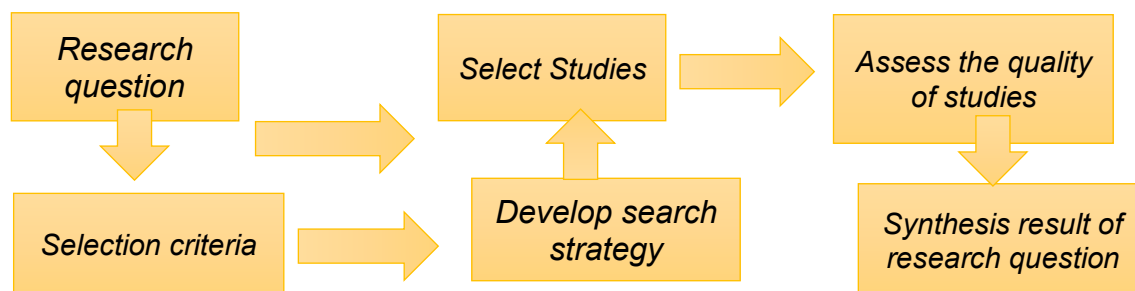 Research
question
Selection criteria
Select Studies
Develop search
strategy
Assess the quality
of studies
Synthesis result of
research question